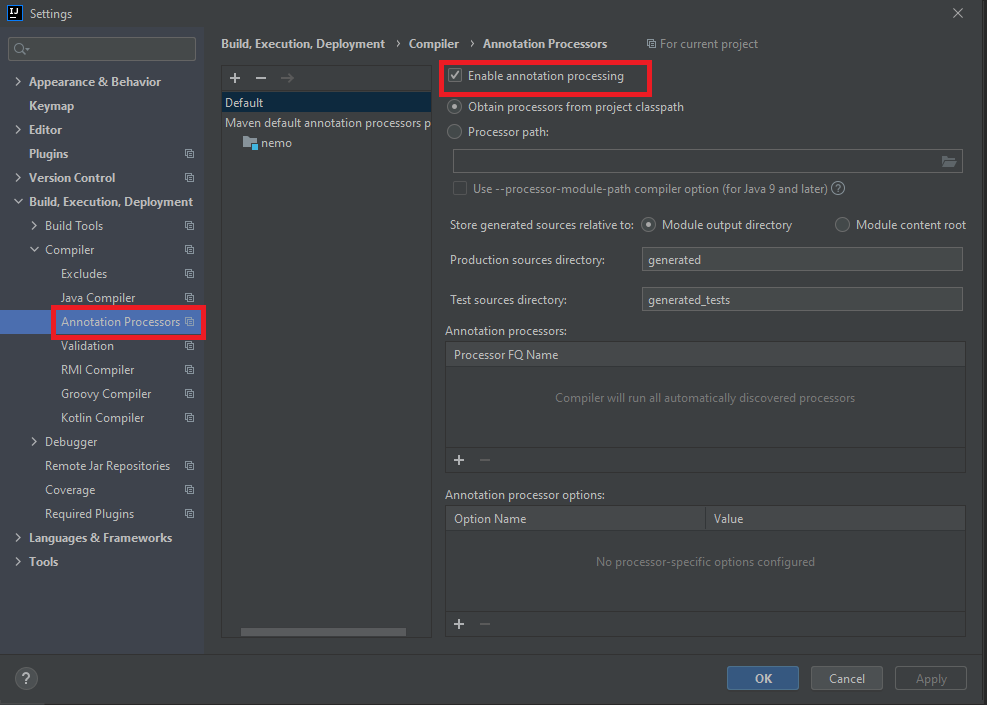 Settings
Appearance & Behavior
Keymap
Editor
Plugins
Version Control
Build, Execution, Deployment
Build Tools
Compiler
Excludes
Java Compiler
Annotation Processors
Validation
RMI Compiler
Groovy Compiler
Kotlin Compiler
Debugger
Remote Jar Repositories
Coverage
Required Plugins
Languages & Frameworks
Tools
Build, Execution, Deployment › Compiler › Annotation Processors For current project
Default
Maven default annotation processors p
nemo
Enable annotation processing
Obtain processors from project classpath
Processor path:
Use --processor-module-path compiler option (for Java 9 and later) ?
Store generated sources relative to: Module output directory Module content root
Production sources directory: generated
Test sources directory: generated_tests
Annotation processors:
Processor FQ Name
Compiler will run all automatically discovered processors
Annotation processor options:
Option Name Value
No processor-specific options configured
? OK Cancel Apply